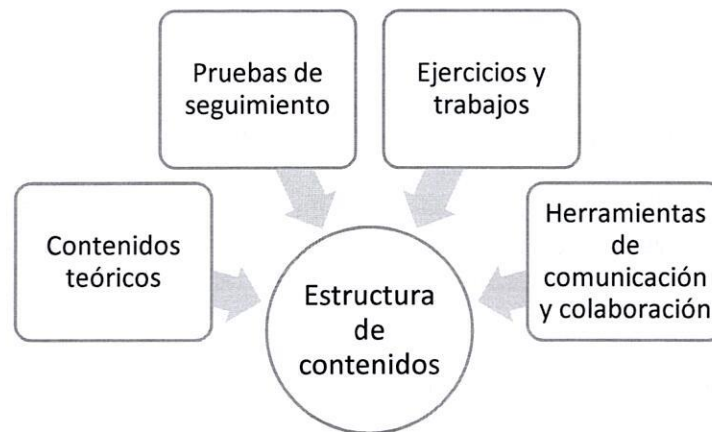 Pruebas de
seguimiento
Ejercicios y
trabajos
Contenidos
teóricos
Herramientas
de
comunicación
y colaboración
Estructura
de
contenidos